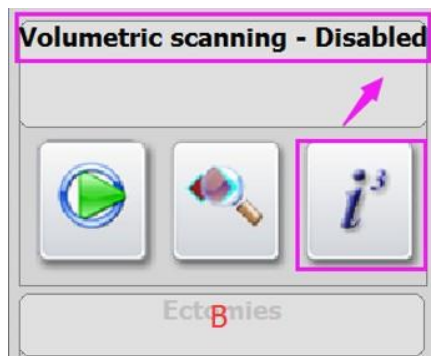 Volumetric scanning - Disabled
i³
Ectomies
B